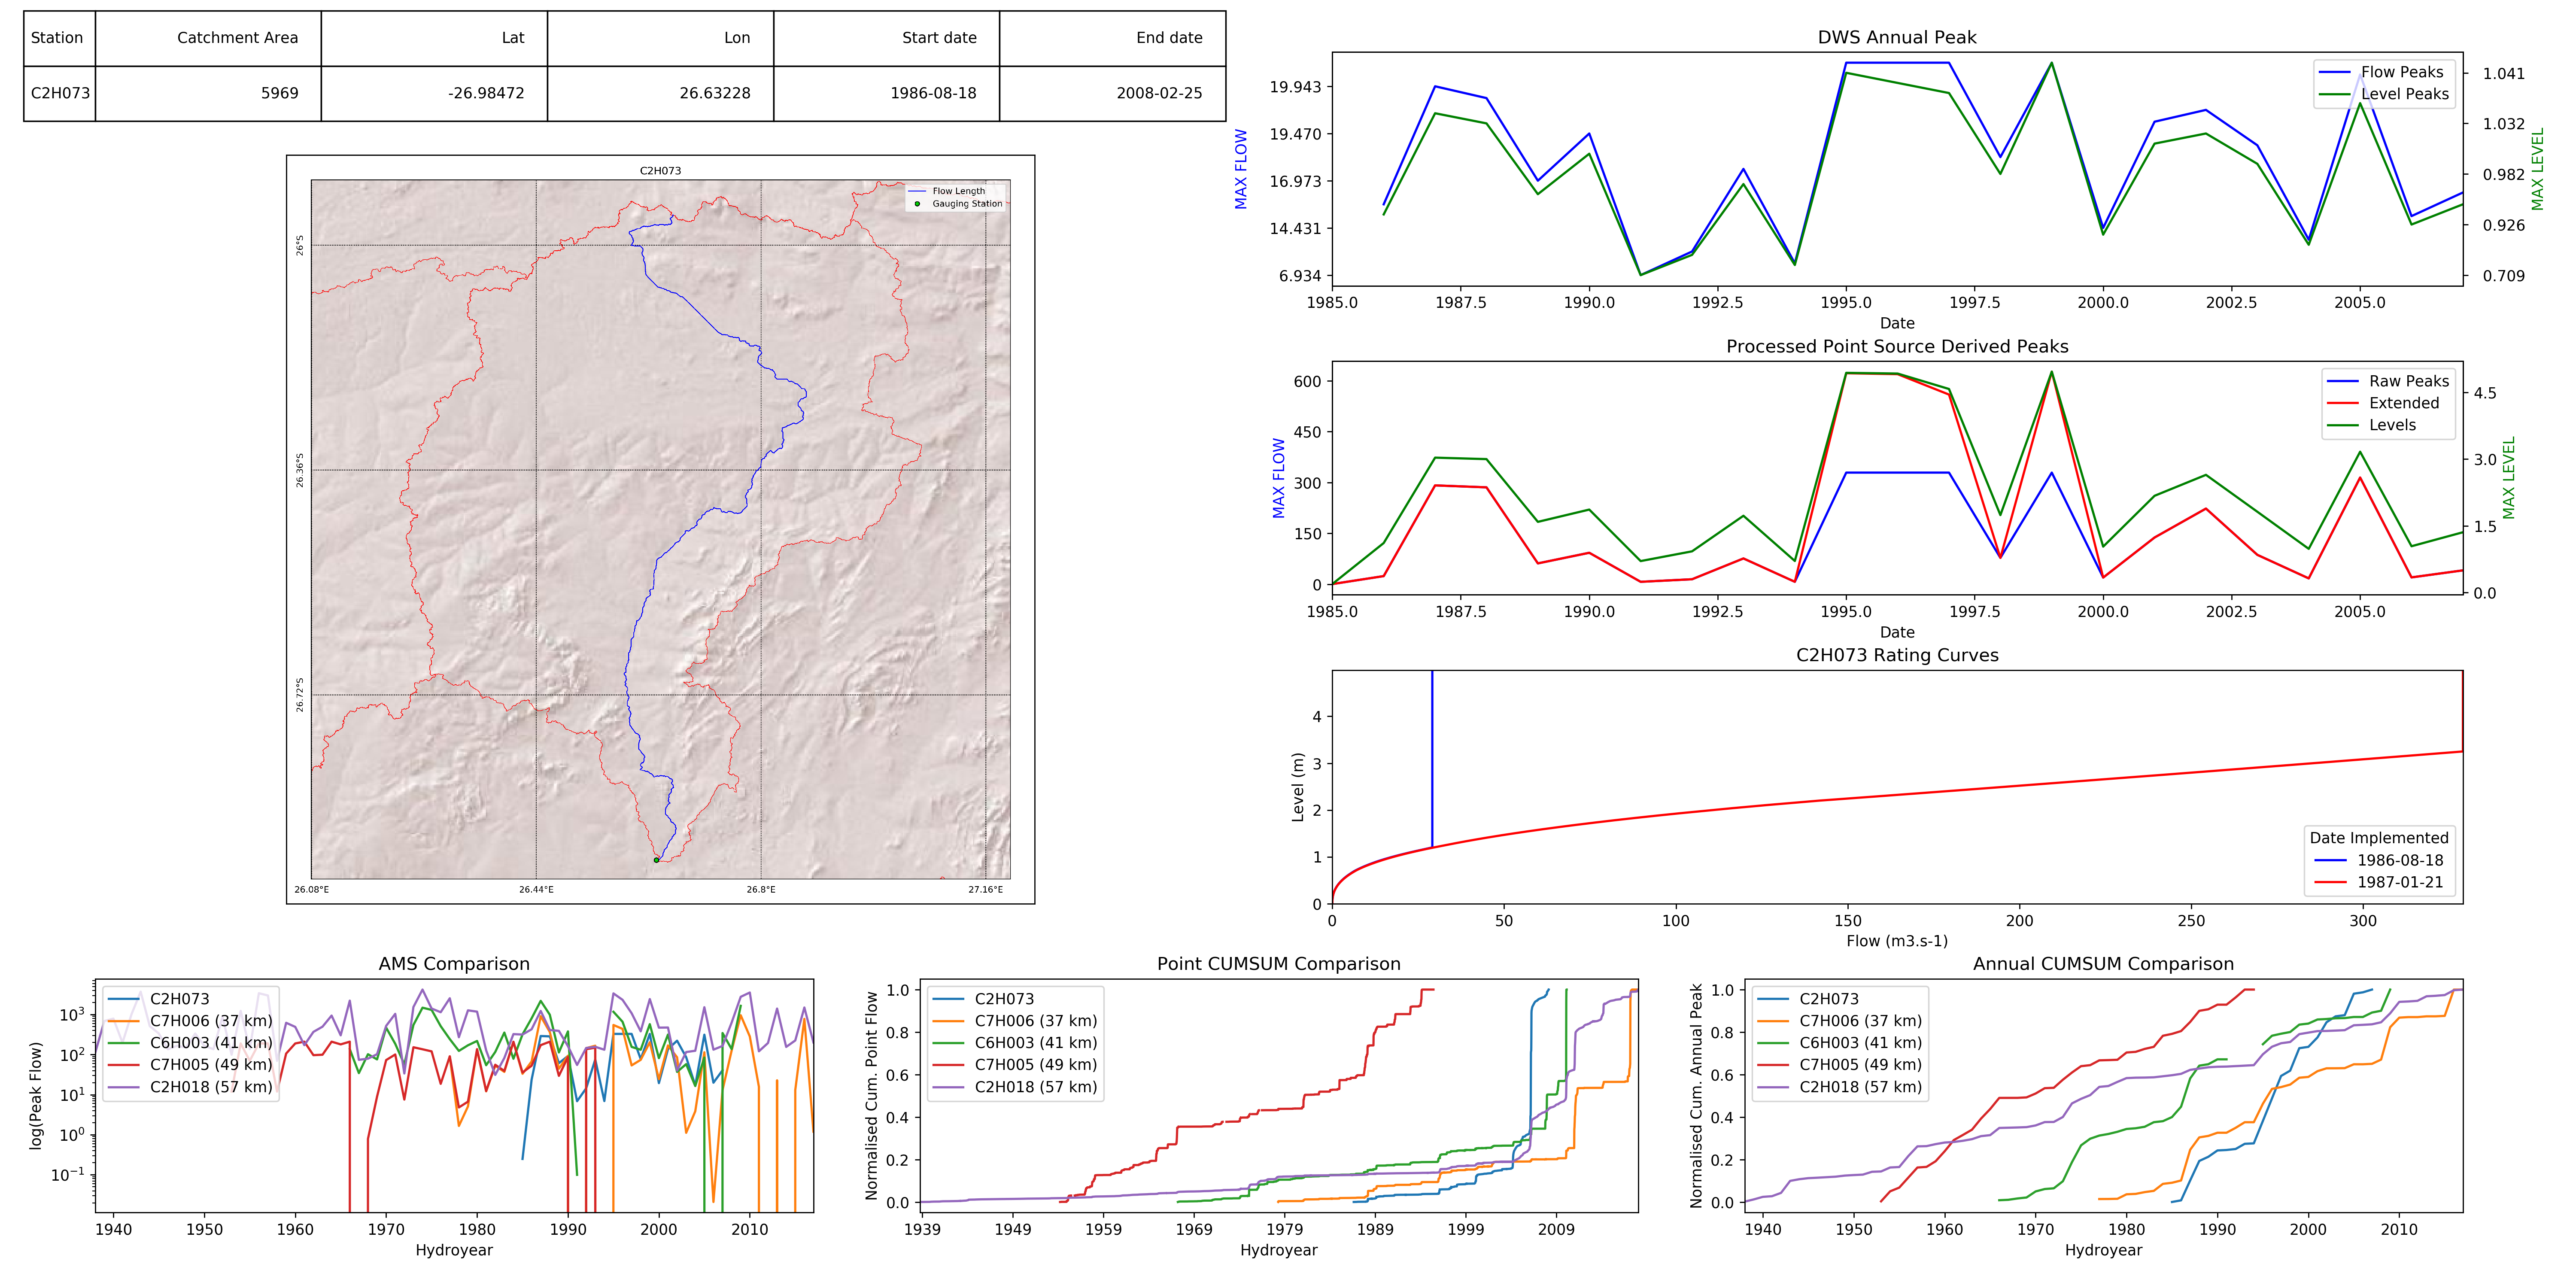 Station Catchment Area Lat Lon Start date End date
C2H073 5969 -26.98472 26.63228 1986-08-18 2008-02-25
C2H073
Flow Length
Gauging Station
26°S
26.36°S
26.72°S
26.08°E 26.44°E 26.8°E 27.16°E
DWS Annual Peak
MAX FLOW
19.943
19.470
16.973
14.431
6.934
Flow Peaks
Level Peaks
1.041
1.032
0.982
0.926
0.709
MAX LEVEL
1985.0 1987.5 1990.0 1992.5 1995.0 1997.5 2000.0 2002.5 2005.0
Date
Processed Point Source Derived Peaks
MAX FLOW
600
450
300
150
0
Raw Peaks
Extended
Levels
4.5
3.0
1.5
0.0
MAX LEVEL
1985.0 1987.5 1990.0 1992.5 1995.0 1997.5 2000.0 2002.5 2005.0
Date
C2H073 Rating Curves
Level (m)
4
3
2
1
0
Date Implemented
1986-08-18
1987-01-21
0 50 100 150 200 250 300
Flow (m3.s-1)
AMS Comparison
log(Peak Flow)
10³
10²
10¹
10⁰
10⁻¹
C2H073
C7H006 (37 km)
C6H003 (41 km)
C7H005 (49 km)
C2H018 (57 km)
1940 1950 1960 1970 1980 1990 2000 2010
Hydroyear
Point CUMSUM Comparison
Normalised Cum. Point Flow
1.0
0.8
0.6
0.4
0.2
0.0
C2H073
C7H006 (37 km)
C6H003 (41 km)
C7H005 (49 km)
C2H018 (57 km)
1939 1949 1959 1969 1979 1989 1999 2009
Hydroyear
Annual CUMSUM Comparison
Normalised Cum. Annual Peak
1.0
0.8
0.6
0.4
0.2
0.0
C2H073
C7H006 (37 km)
C6H003 (41 km)
C7H005 (49 km)
C2H018 (57 km)
1940 1950 1960 1970 1980 1990 2000 2010
Hydroyear